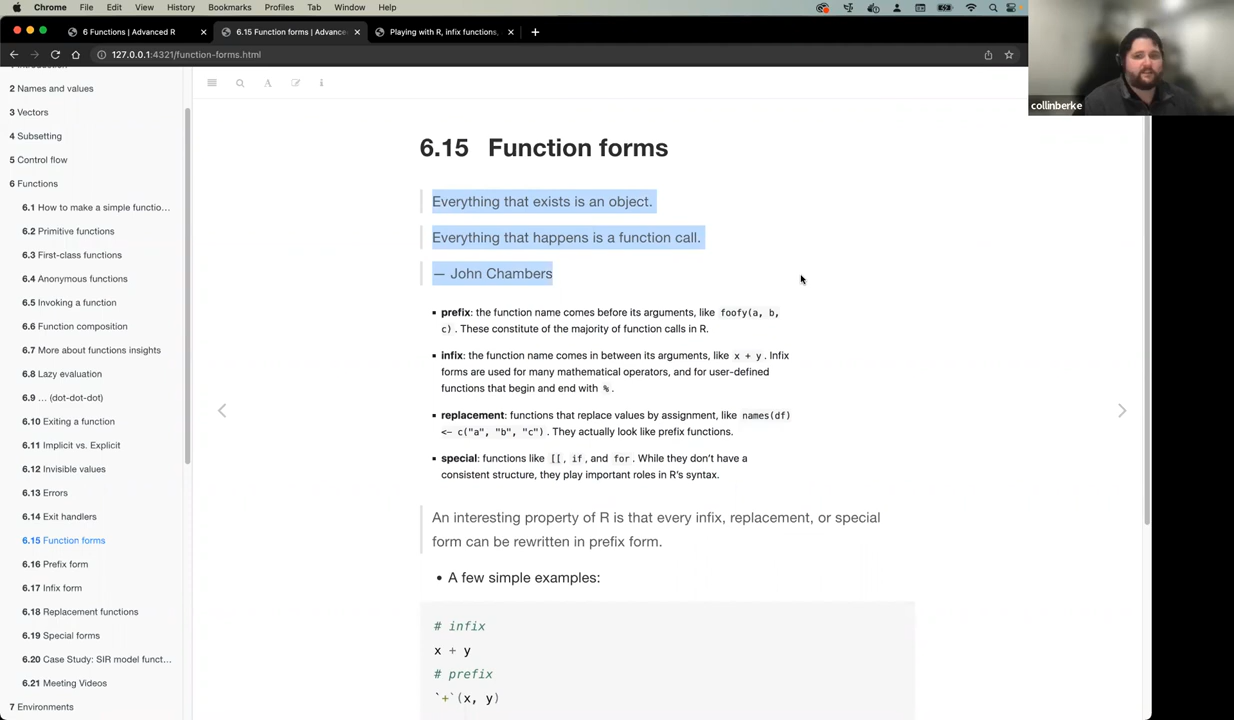 Chrome File Edit View History Bookmarks Profiles Tab Window Help
6 Functions | Advanced R
6.15 Function forms | Advance
Playing with R, infix functions,
127.0.0.1:4321/function-forms.html
collinberke
2 Names and values
3 Vectors
4 Subsetting
5 Control flow
6 Functions
6.1 How to make a simple functio...
6.2 Primitive functions
6.3 First-class functions
6.4 Anonymous functions
6.5 Invoking a function
6.6 Function composition
6.7 More about functions insights
6.8 Lazy evaluation
6.9 ... (dot-dot-dot)
6.10 Exiting a function
6.11 Implicit vs. Explicit
6.12 Invisible values
6.13 Errors
6.14 Exit handlers
6.15 Function forms
6.16 Prefix form
6.17 Infix form
6.18 Replacement functions
6.19 Special forms
6.20 Case Study: SIR model funct...
6.21 Meeting Videos
7 Environments
6.15 Function forms
Everything that exists is an object.
Everything that happens is a function call.
— John Chambers
prefix: the function name comes before its arguments, like foofy(a, b,
c). These constitute of the majority of function calls in R.
infix: the function name comes in between its arguments, like x + y. Infix
forms are used for many mathematical operators, and for user-defined
functions that begin and end with %.
replacement: functions that replace values by assignment, like names(df)
<- c("a", "b", "c"). They actually look like prefix functions.
special: functions like [[, if, and for. While they don't have a
consistent structure, they play important roles in R's syntax.
An interesting property of R is that every infix, replacement, or special
form can be rewritten in prefix form.
• A few simple examples:
# infix
x + y
# prefix
`+`(x, y)